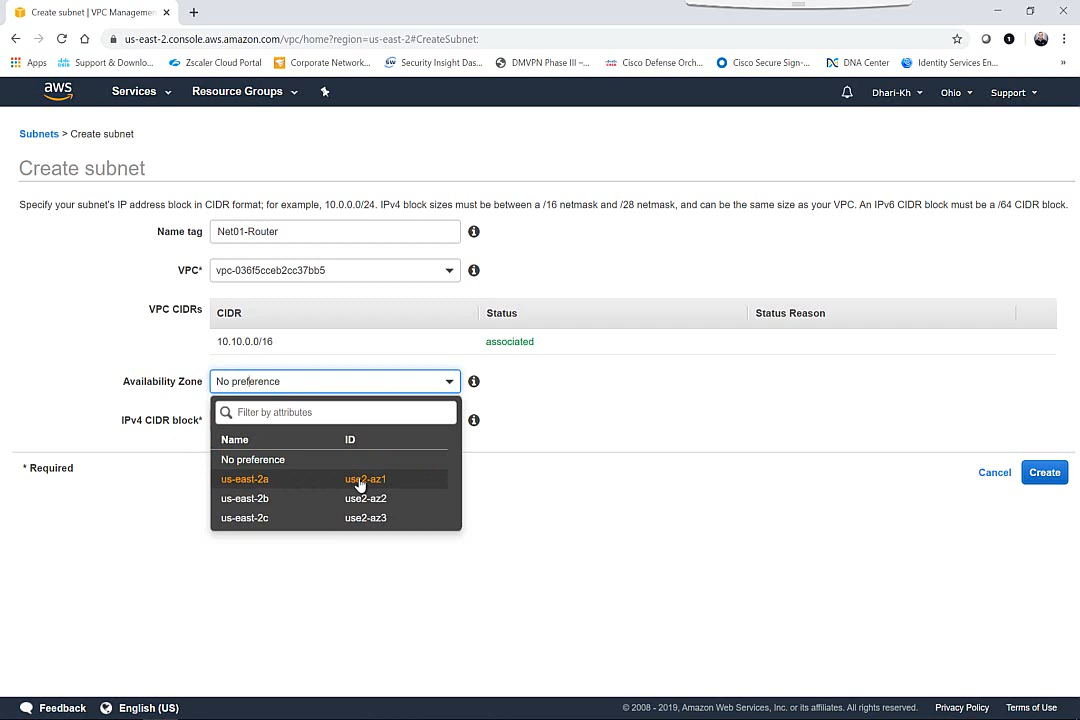 Create subnet | VPC Managemen
us-east-2.console.aws.amazon.com/vpc/home?region=us-east-2#CreateSubnet:
Apps Support & Downlo... Zscaler Cloud Portal Corporate Network... Security Insight Das... DMVPN Phase III –... Cisco Defense Orch... Cisco Secure Sign-... DNA Center Identity Services En... »
aws Services Resource Groups Dhari-Kh Ohio Support
Subnets > Create subnet
Create subnet
Specify your subnet's IP address block in CIDR format; for example, 10.0.0.0/24. IPv4 block sizes must be between a /16 netmask and /28 netmask, and can be the same size as your VPC. An IPv6 CIDR block must be a /64 CIDR block.
Name tag Net01-Router
VPC* vpc-036f5cceb2cc37bb5
VPC CIDRs CIDR Status Status Reason
10.10.0.0/16 associated
Availability Zone No preference
Filter by attributes
IPv4 CIDR block*
Name ID
No preference
* Required
us-east-2a use2-az1
Cancel Create
us-east-2b use2-az2
us-east-2c use2-az3
Feedback English (US) © 2008 - 2019, Amazon Web Services, Inc. or its affiliates. All rights reserved. Privacy Policy Terms of Use